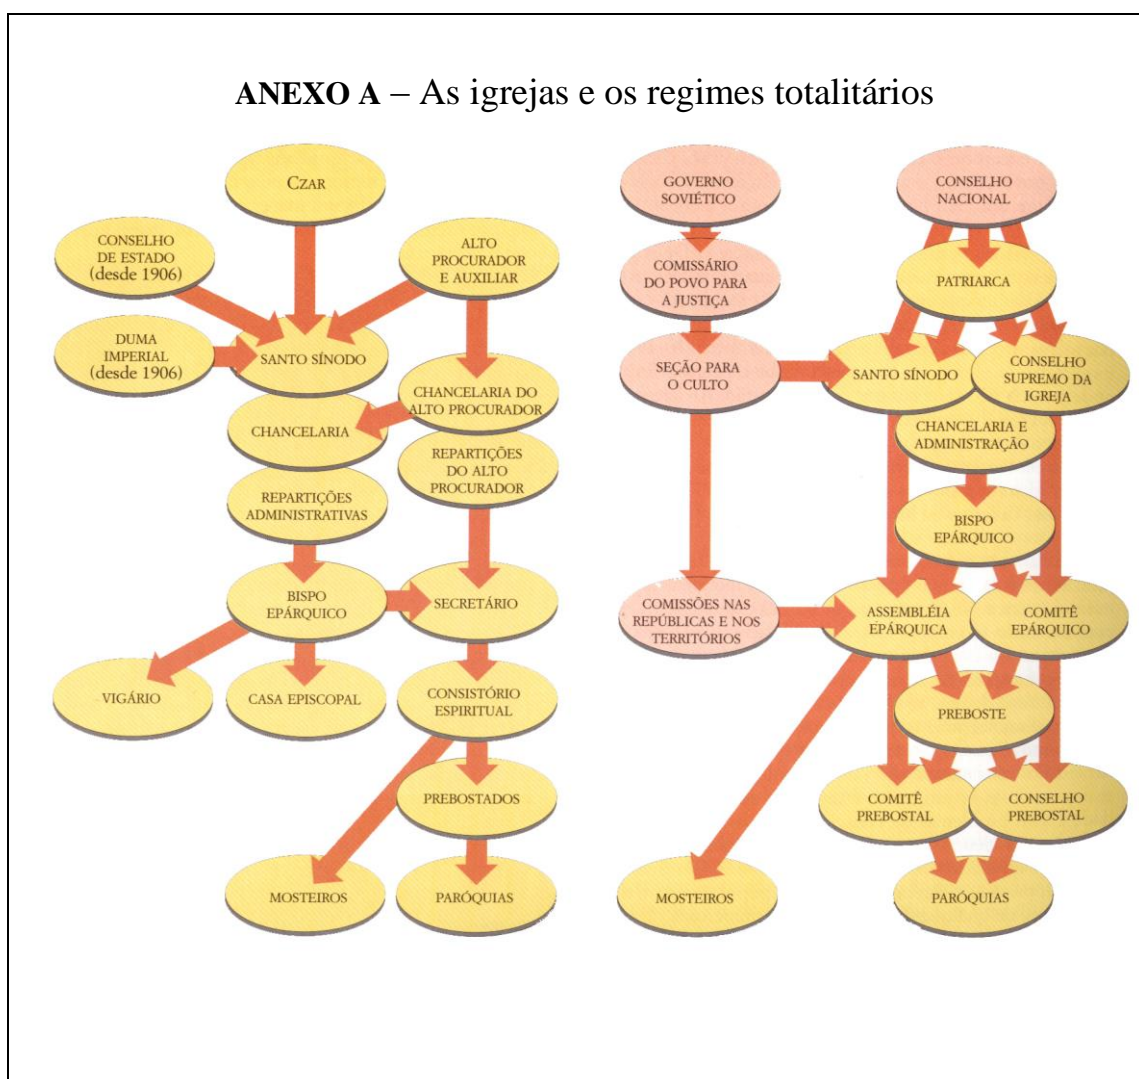 ANEXO A – As igrejas e os regimes totalitários
CZAR
CONSELHO
DE ESTADO
(desde 1906)
ALTO
PROCURADOR
E AUXILIAR
DUMA
IMPERIAL
(desde 1906)
SANTO SÍNODO
CHANCELARIA DO
ALTO PROCURADOR
CHANCELARIA
REPARTIÇÕES
DO ALTO
PROCURADOR
REPARTIÇÕES
ADMINISTRATIVAS
BISPO
EPÁRQUICO
SECRETÁRIO
VIGÁRIO
CASA EPISCOPAL
CONSISTÓRIO
ESPIRITUAL
PREBOSTADOS
MOSTEIROS
PARÓQUIAS
GOVERNO
SOVIÉTICO
CONSELHO
NACIONAL
COMISSÁRIO
DO POVO PARA
A JUSTIÇA
PATRIARCA
SEÇÃO PARA
O CULTO
SANTO SÍNODO
CONSELHO
SUPREMO DA
IGREJA
CHANCELARIA E
ADMINISTRAÇÃO
BISPO
EPÁRQUICO
COMISSÕES NAS
REPÚBLICAS E NOS
TERRITÓRIOS
ASSEMBLÉIA
EPÁRQUICA
COMITÊ
EPÁRQUICO
PREBOSTE
COMITÊ
PREBOSTAL
CONSELHO
PREBOSTAL
MOSTEIROS
PARÓQUIAS